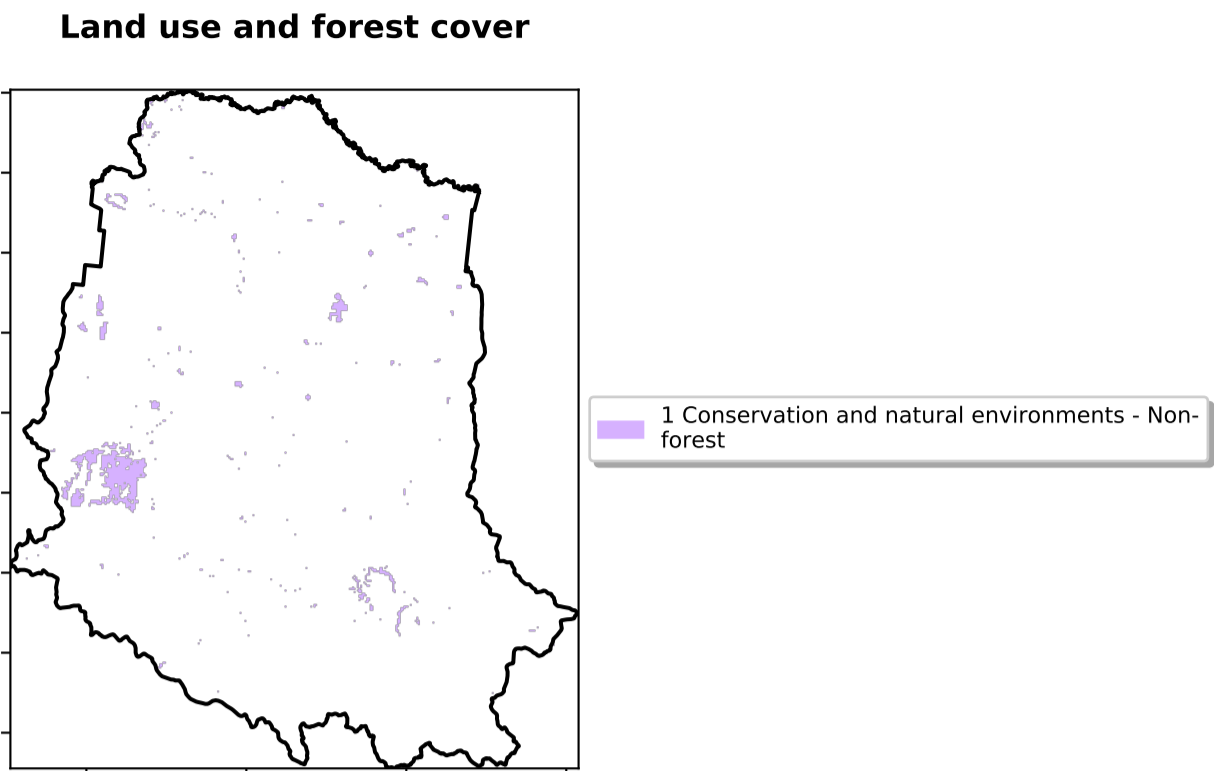 Land use and forest cover
1 Conservation and natural environments - Non-
forest